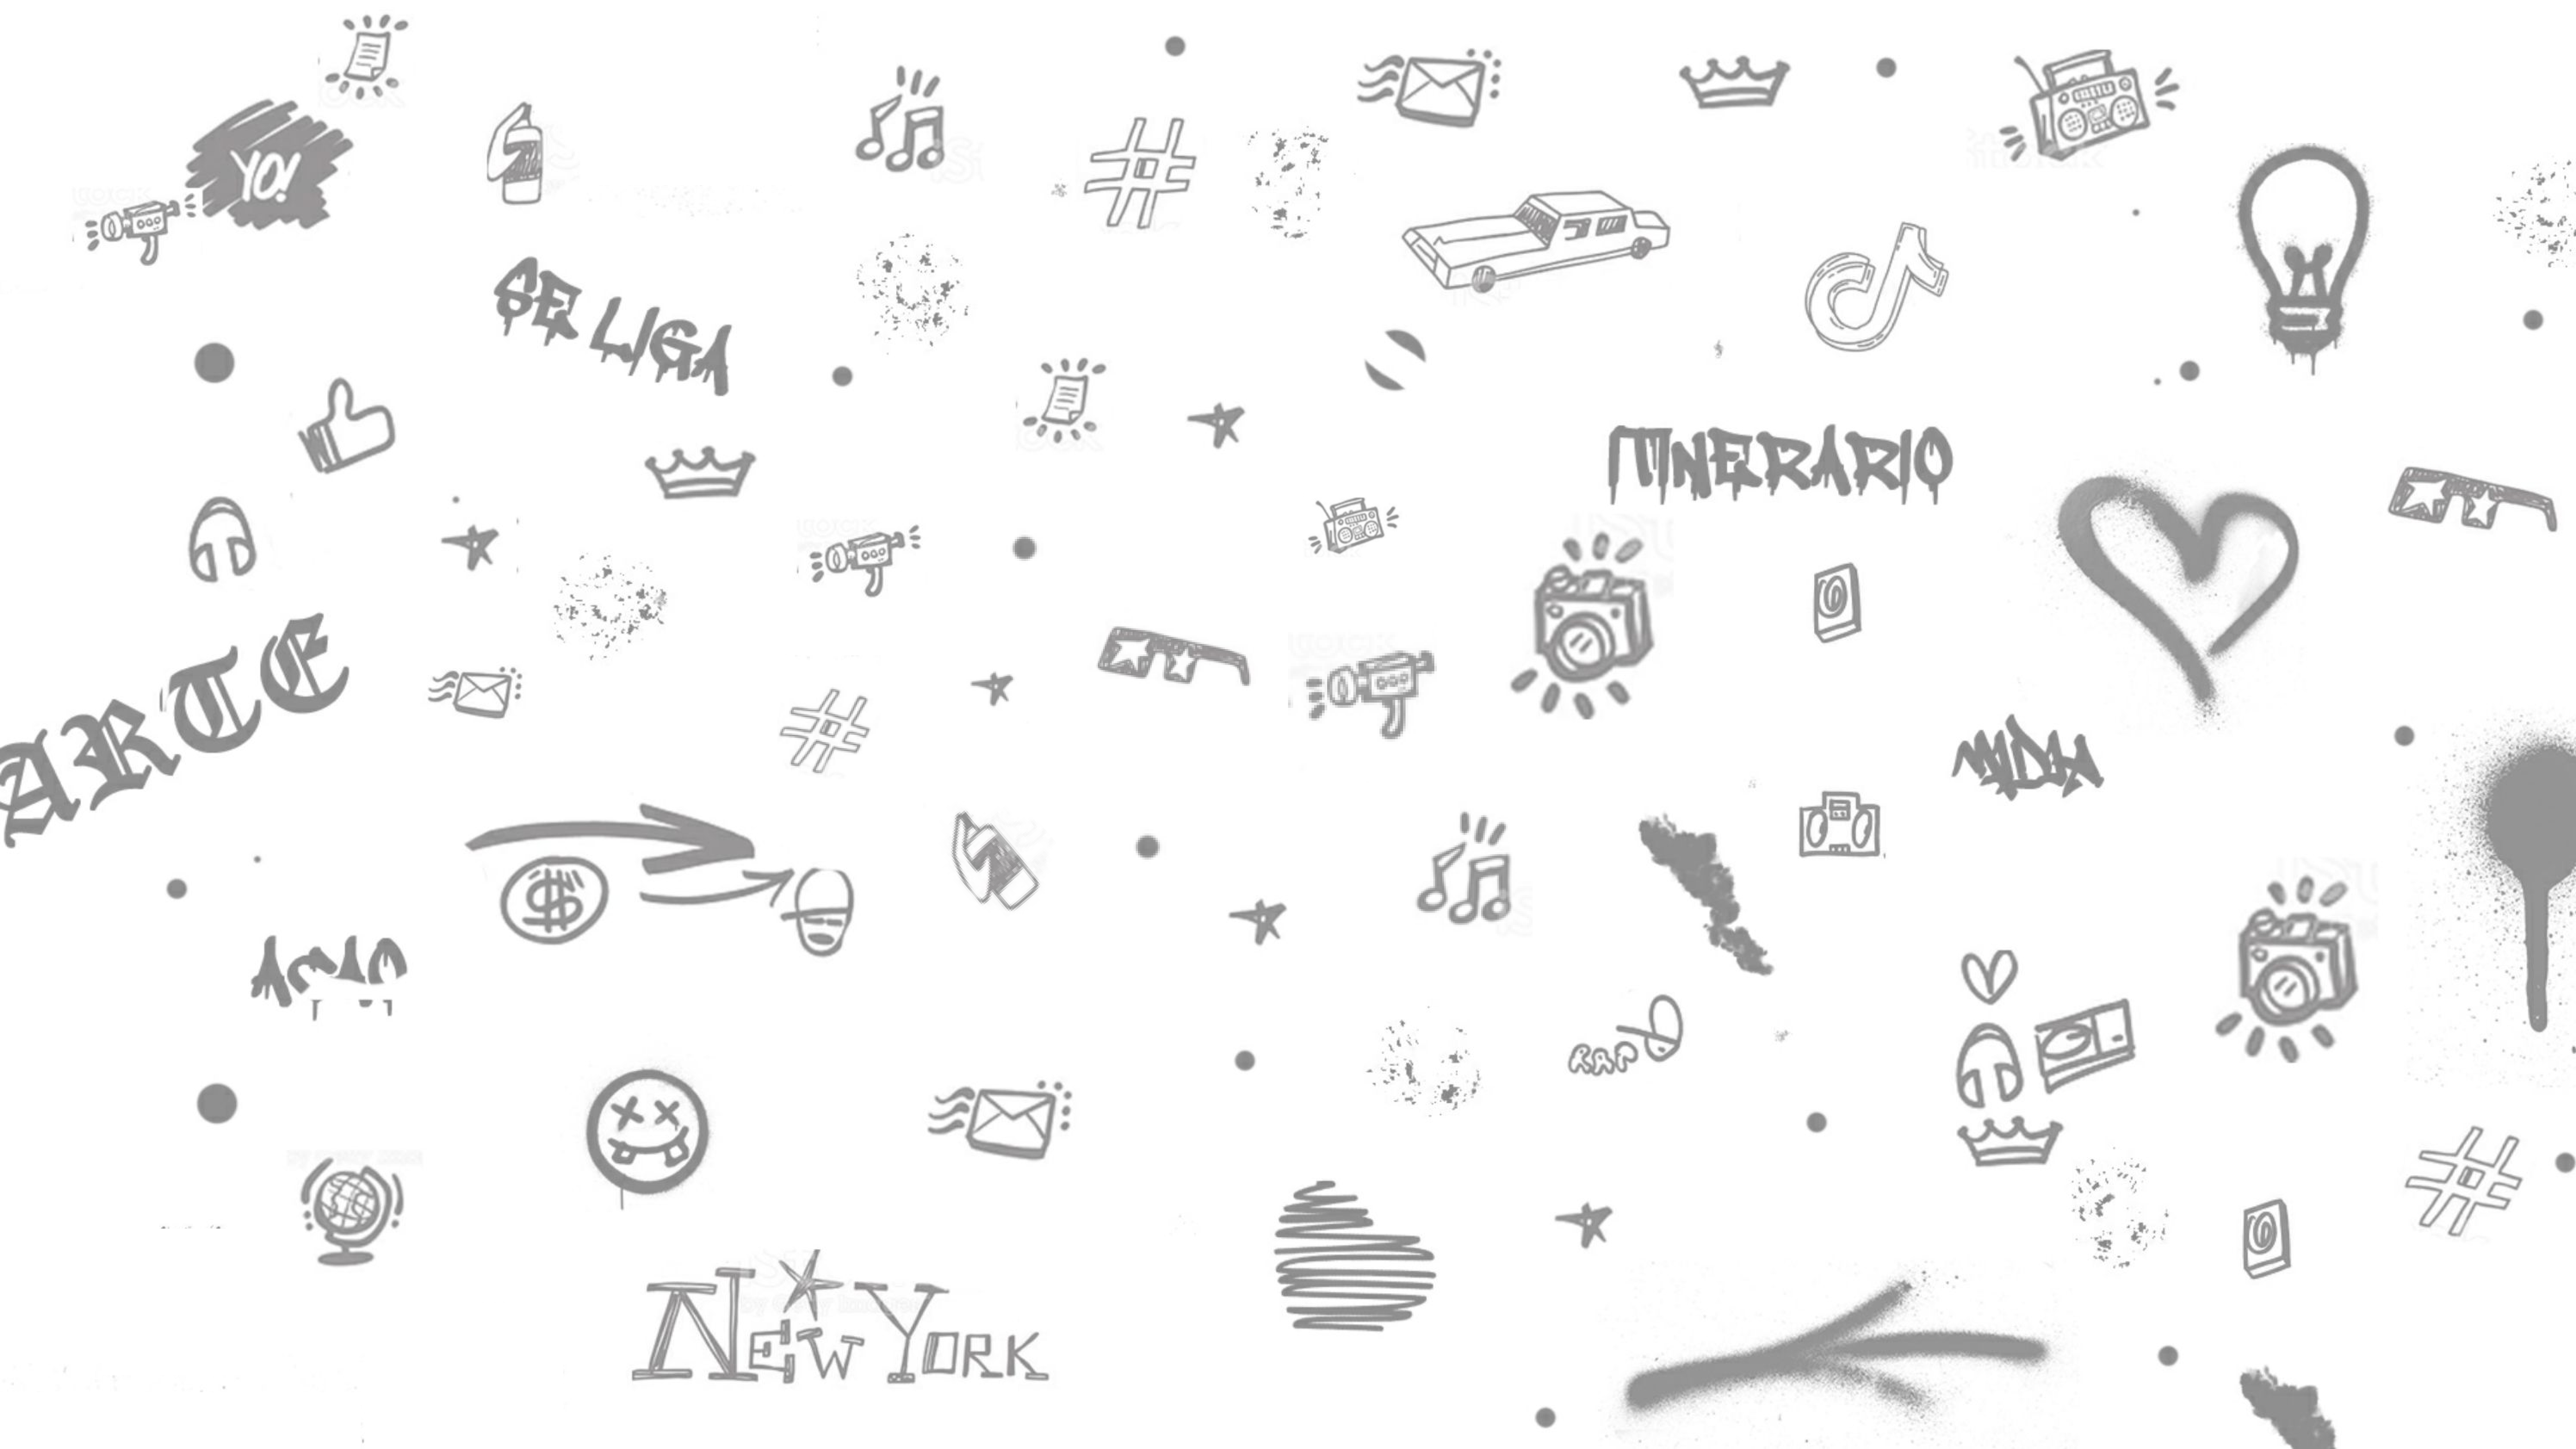 YO!
SE LIGA
ITINERARIO
ARTE
$
RAP
NEW YORK